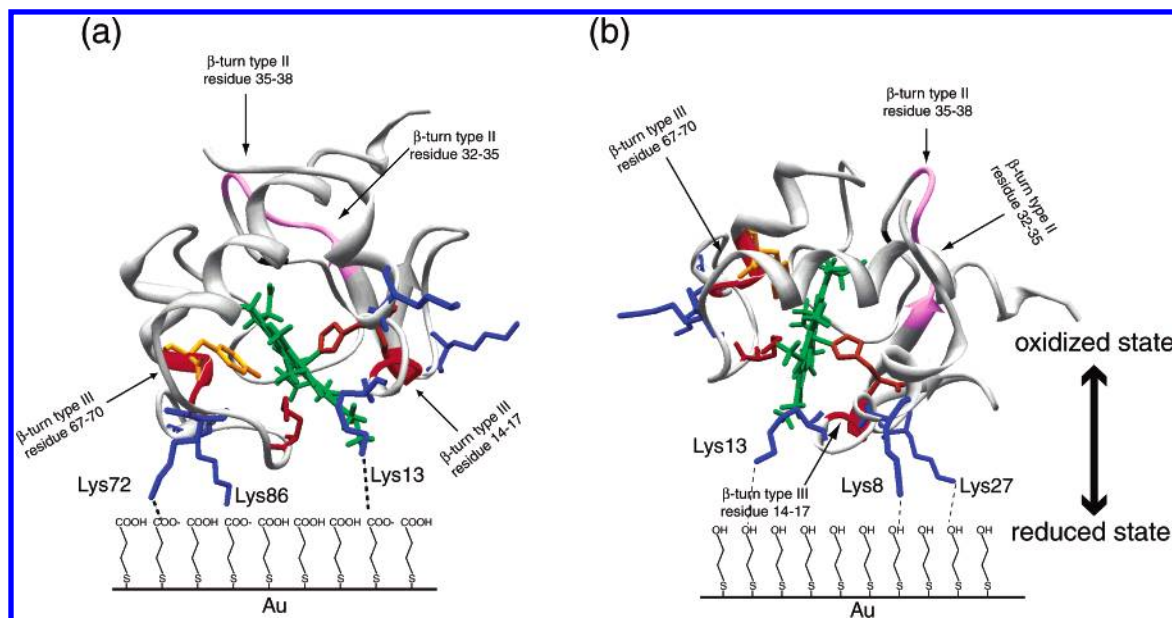 (a)
β-turn type II
residue 35-38
β-turn type II
residue 32-35
β-turn type III
residue 67-70
β-turn type III
residue 14-17
Lys72
Lys86
Lys13
COOH COO- COOH COO- COOH COOH COOH COO- COOH
S S S S S S S S S
Au
(b)
β-turn type II
residue 35-38
β-turn type III
residue 67-70
β-turn type II
residue 32-35
oxidized state
Lys13
Lys8
Lys27
β-turn type III
residue 14-17
reduced state
OH OH OH OH OH OH OH OH
S S S S S S S S
Au